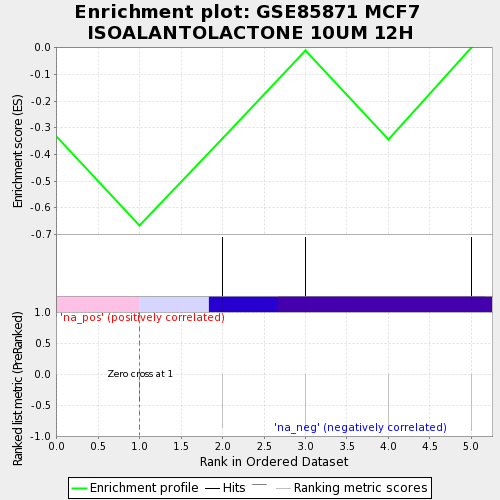 Enrichment plot: GSE85871 MCF7
ISOALANTOLACTONE 10UM 12H
Enrichment score (ES)
0.0
-0.1
-0.2
-0.3
-0.4
-0.5
-0.6
-0.7
Ranked list metric (PreRanked)
1.0
0.5
0.0
-0.5
-1.0
'na_pos' (positively correlated)
Zero cross at 1
'na_neg' (negatively correlated)
0.0 0.5 1.0 1.5 2.0 2.5 3.0 3.5 4.0 4.5 5.0
Rank in Ordered Dataset
Enrichment profile Hits Ranking metric scores